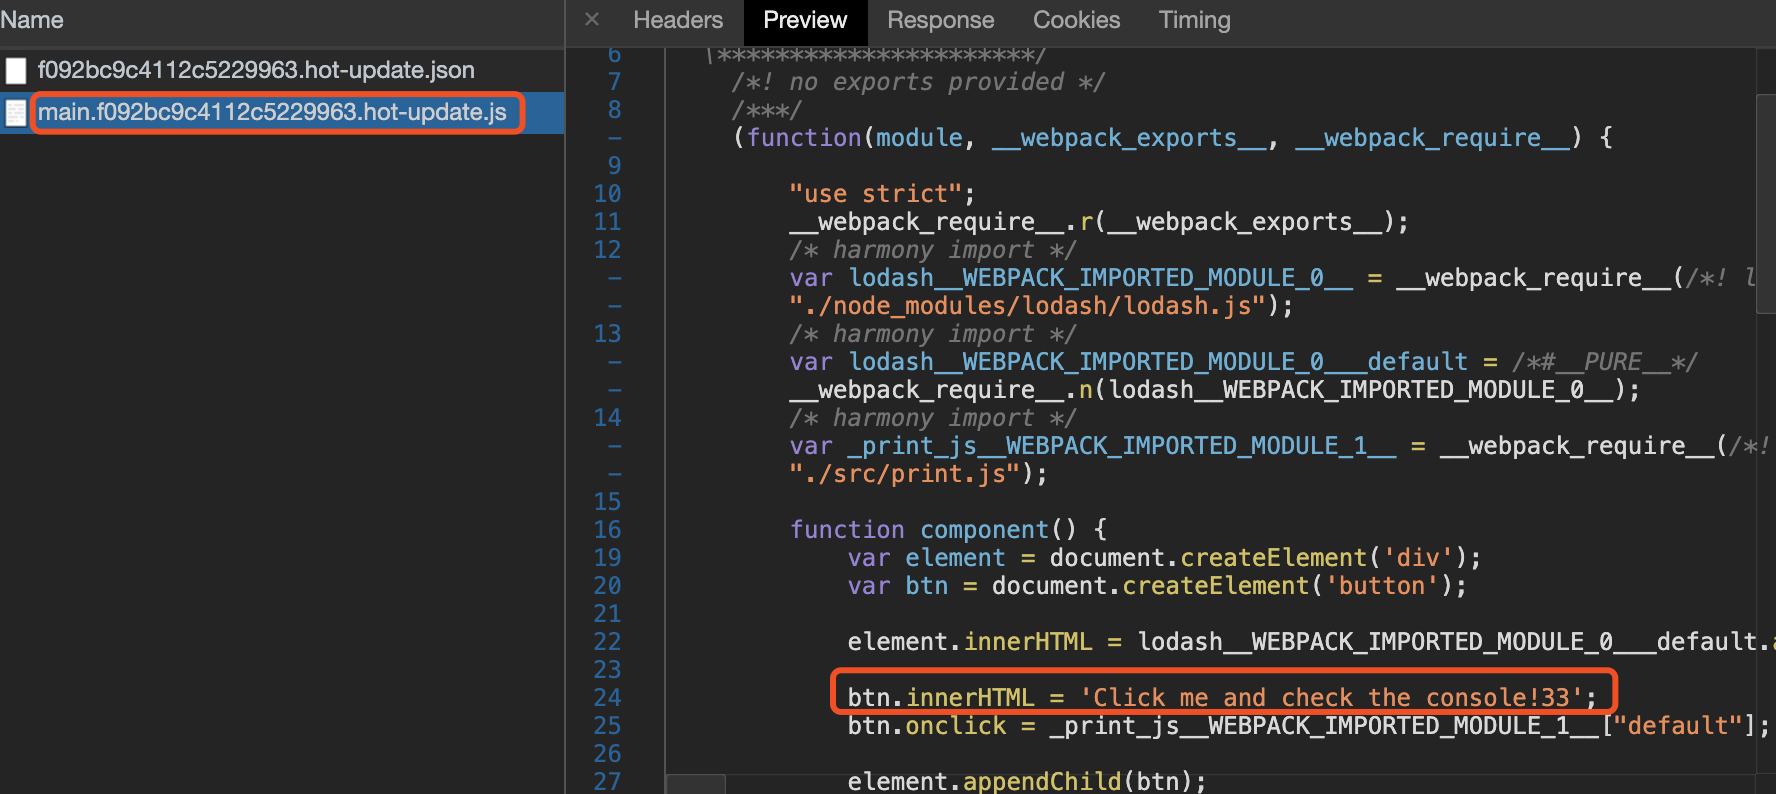 Name
f092bc9c4112c5229963.hot-update.json
main.f092bc9c4112c5229963.hot-update.js
× Headers Preview Response Cookies Timing
6 \**********************/
7 /*! no exports provided */
8 /***/
- (function(module, __webpack_exports__, __webpack_require__) {
9
10 "use strict";
11 __webpack_require__.r(__webpack_exports__);
12 /* harmony import */
- var lodash__WEBPACK_IMPORTED_MODULE_0__ = __webpack_require__(/*! l
- "./node_modules/lodash/lodash.js");
13 /* harmony import */
- var lodash__WEBPACK_IMPORTED_MODULE_0___default = /*#__PURE__*/
- __webpack_require__.n(lodash__WEBPACK_IMPORTED_MODULE_0__);
14 /* harmony import */
- var _print_js__WEBPACK_IMPORTED_MODULE_1__ = __webpack_require__(/*!
- "./src/print.js");
15
16 function component() {
19 var element = document.createElement('div');
20 var btn = document.createElement('button');
21
22 element.innerHTML = lodash__WEBPACK_IMPORTED_MODULE_0___default.
23
24 btn.innerHTML = 'Click me and check the console!33';
25 btn.onclick = _print_js__WEBPACK_IMPORTED_MODULE_1__["default"];
26
27 element.appendChild(btn);